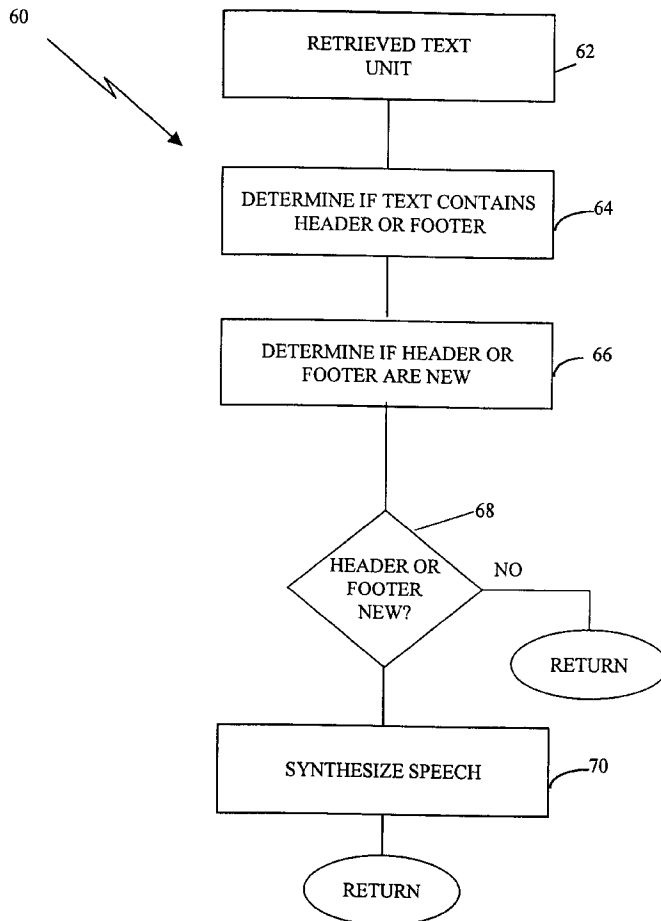 60
RETRIEVED TEXT
UNIT
62
DETERMINE IF TEXT CONTAINS
HEADER OR FOOTER
64
DETERMINE IF HEADER OR
FOOTER ARE NEW
66
68
HEADER OR
FOOTER
NEW?
NO
RETURN
SYNTHESIZE SPEECH
70
RETURN